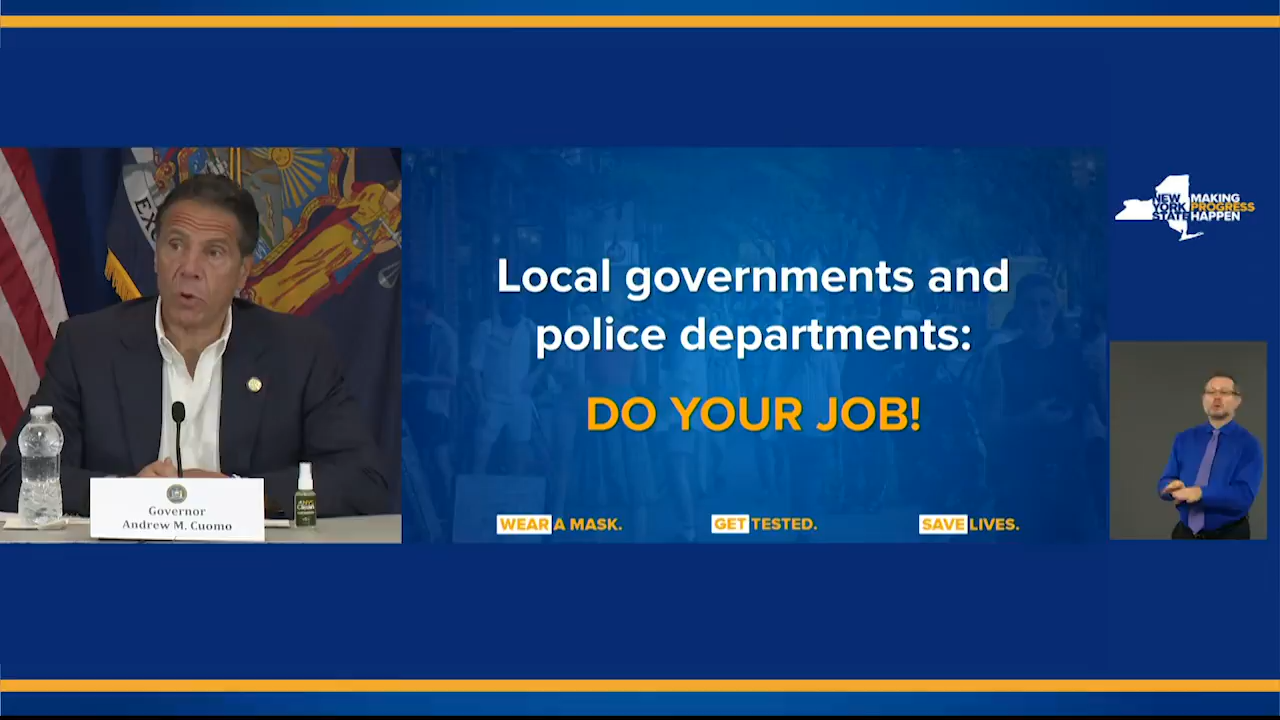 EX
Governor
Andrew M. Cuomo
Local governments and
police departments:
DO YOUR JOB!
WEAR A MASK. GET TESTED. SAVE LIVES.
NEW
YORK
STATE
MAKING
PROGRESS
HAPPEN